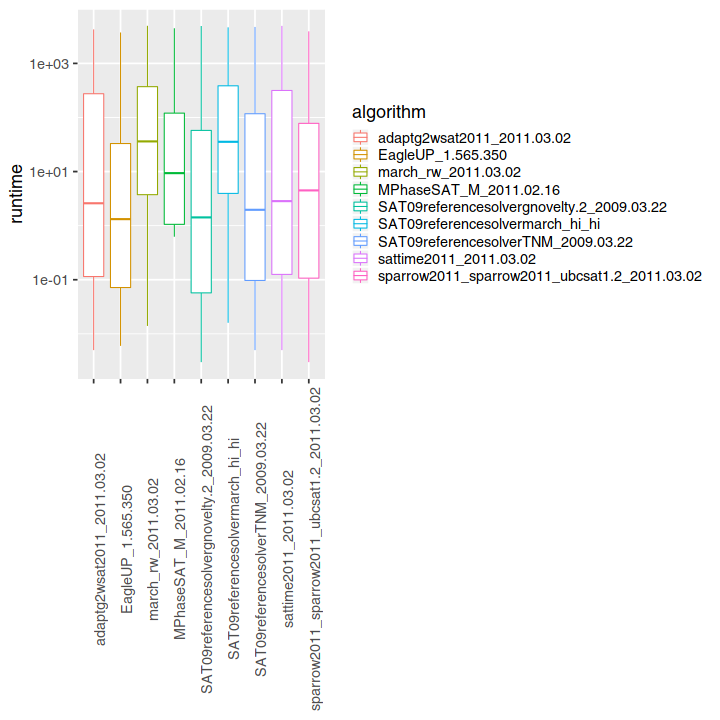 runtime
1e+03
1e+01
1e-01
adaptg2wsat2011_2011.03.02
EagleUP_1.565.350
march_rw_2011.03.02
MPhaseSAT_M_2011.02.16
SAT09referencesolvergnovelty.2_2009.03.22
SAT09referencesolvermarch_hi_hi
SAT09referencesolverTNM_2009.03.22
sattime2011_2011.03.02
sparrow2011_sparrow2011_ubcsat1.2_2011.03.02
algorithm
adaptg2wsat2011_2011.03.02
EagleUP_1.565.350
march_rw_2011.03.02
MPhaseSAT_M_2011.02.16
SAT09referencesolvergnovelty.2_2009.03.22
SAT09referencesolvermarch_hi_hi
SAT09referencesolverTNM_2009.03.22
sattime2011_2011.03.02
sparrow2011_sparrow2011_ubcsat1.2_2011.03.02